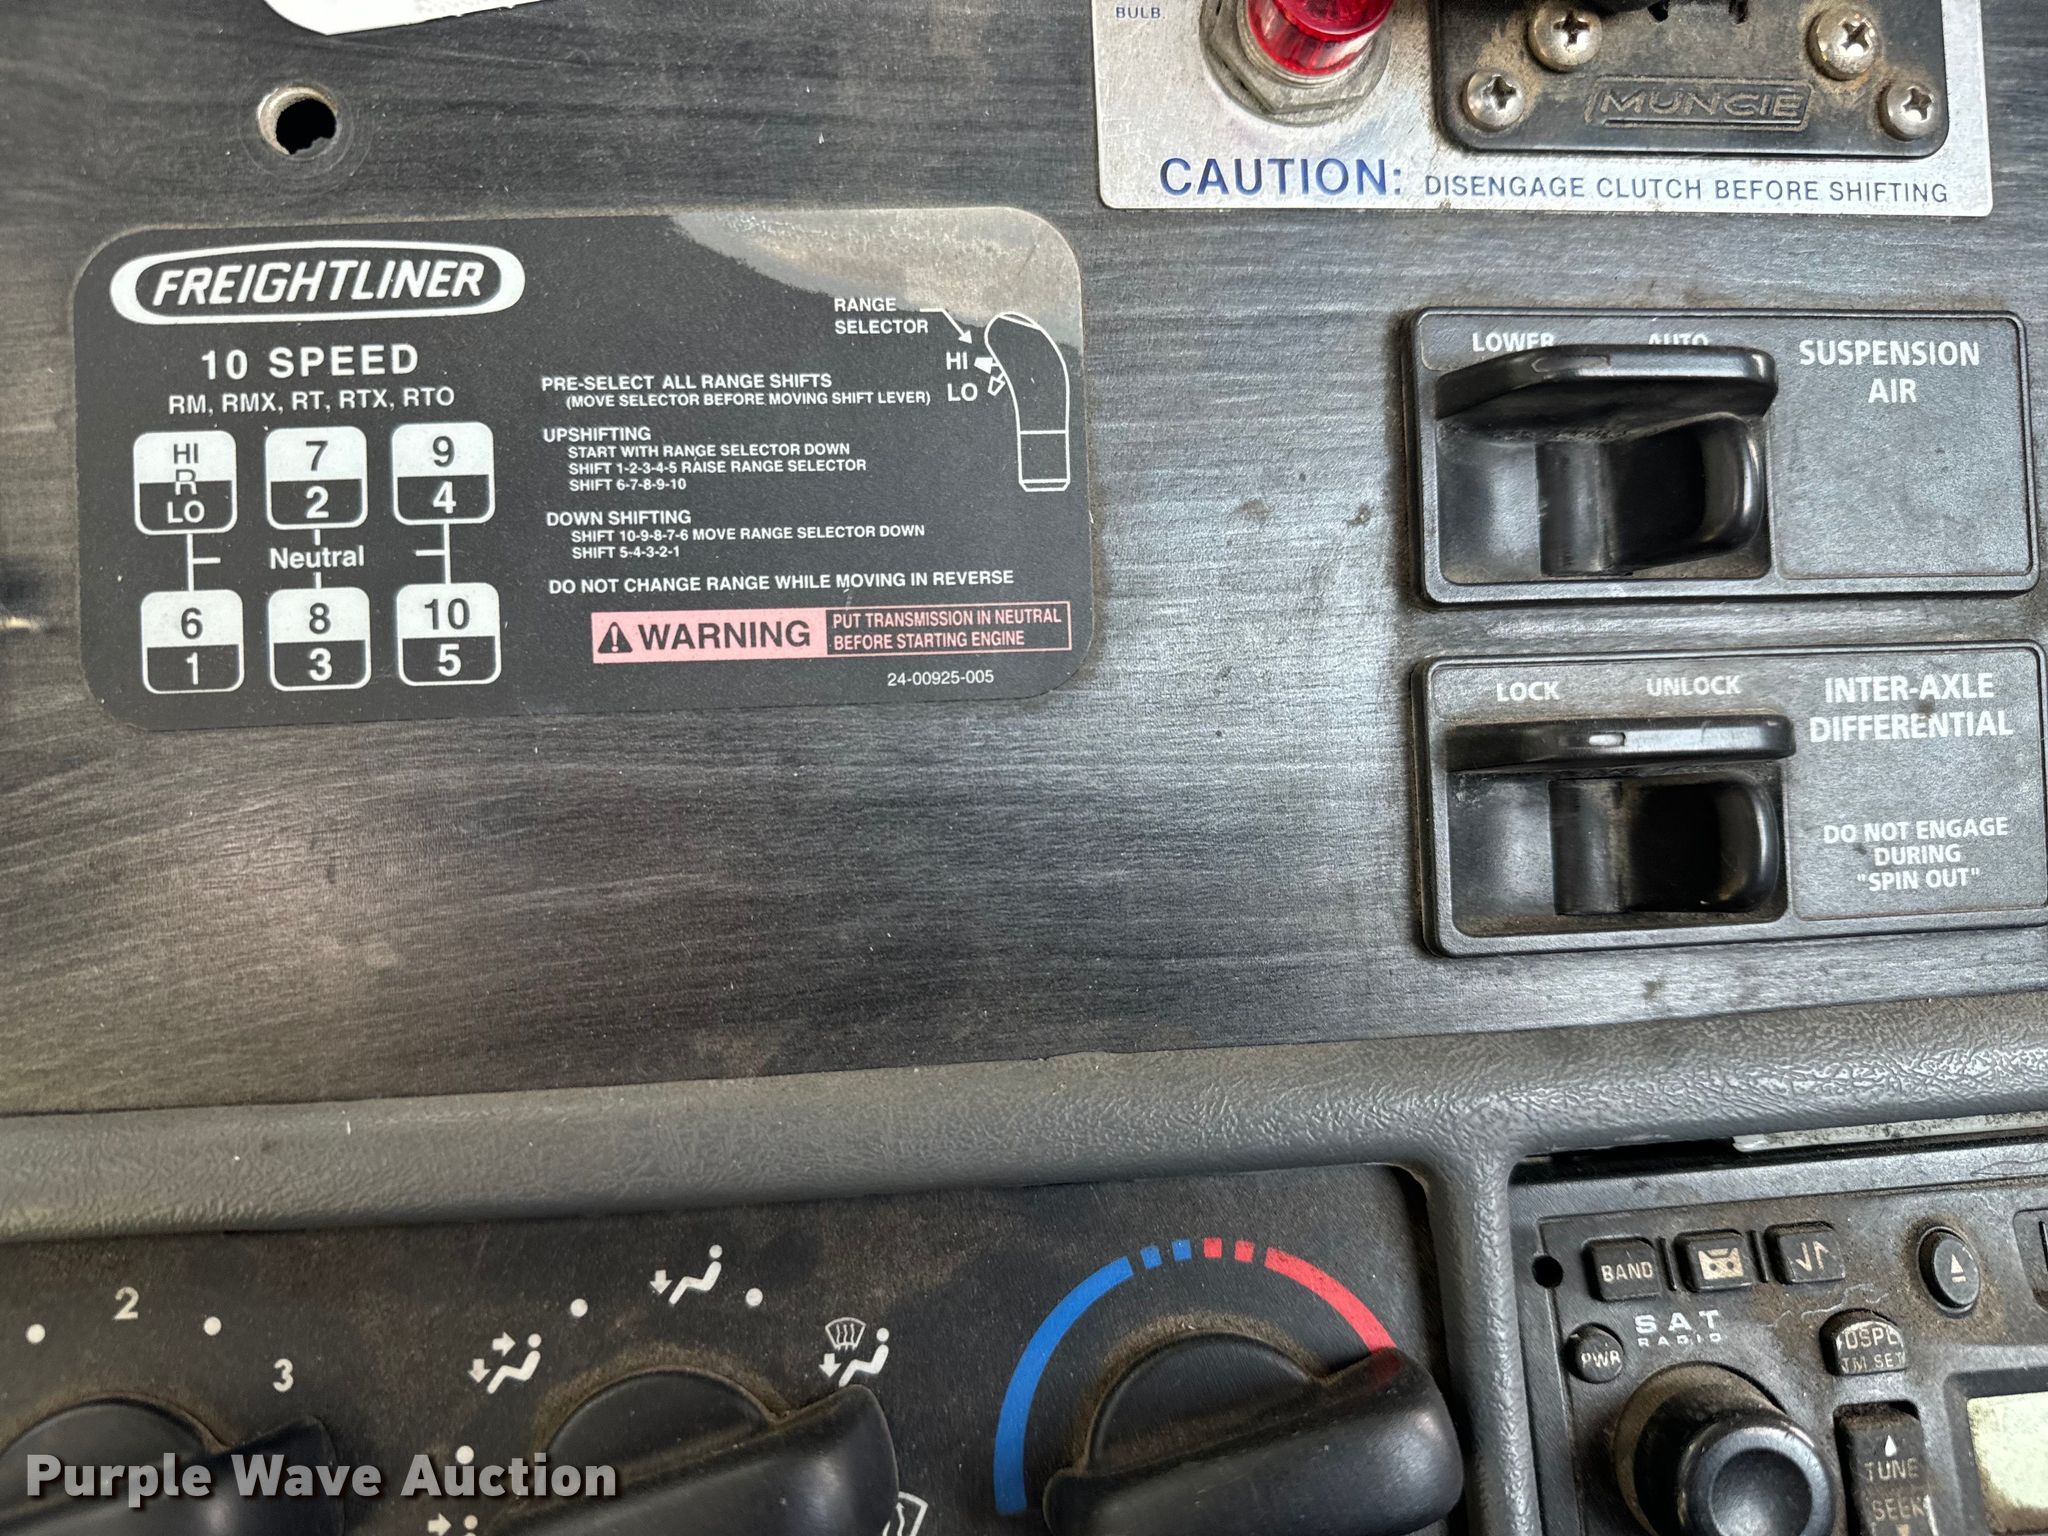 BULB.
MUNCIE
CAUTION: DISENGAGE CLUTCH BEFORE SHIFTING
FREIGHTLINER
10 SPEED
RM, RMX, RT, RTX, RTO
HI
R
LO
7
2
9
4
Neutral
6
1
8
3
10
5
RANGE
SELECTOR
HI
LO
PRE-SELECT ALL RANGE SHIFTS
(MOVE SELECTOR BEFORE MOVING SHIFT LEVER)
UPSHIFTING
START WITH RANGE SELECTOR DOWN
SHIFT 1-2-3-4-5 RAISE RANGE SELECTOR
SHIFT 6-7-8-9-10
DOWN SHIFTING
SHIFT 10-9-8-7-6 MOVE RANGE SELECTOR DOWN
SHIFT 5-4-3-2-1
DO NOT CHANGE RANGE WHILE MOVING IN REVERSE
WARNING
PUT TRANSMISSION IN NEUTRAL
BEFORE STARTING ENGINE
24-00925-005
LOWER AUTO
SUSPENSION
AIR
LOCK UNLOCK
INTER-AXLE
DIFFERENTIAL
DO NOT ENGAGE
DURING
"SPIN OUT"
2
3
BAND
SAT
RADIO
PWR
DSPL
TM SET
TUNE
SEEK
Purple Wave Auction